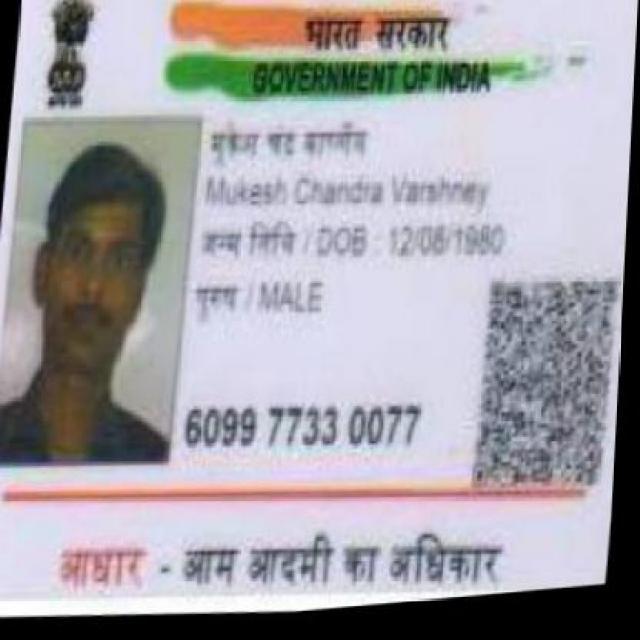 भारत सरकार
GOVERNMENT OF INDIA
मुकेश चंद्र वार्ष्णेय
Mukesh Chandra Varshney
जन्म तिथि / DOB : 12/08/1980
पुरुष / MALE
6099 7733 0077
आधार - आम आदमी का अधिकार